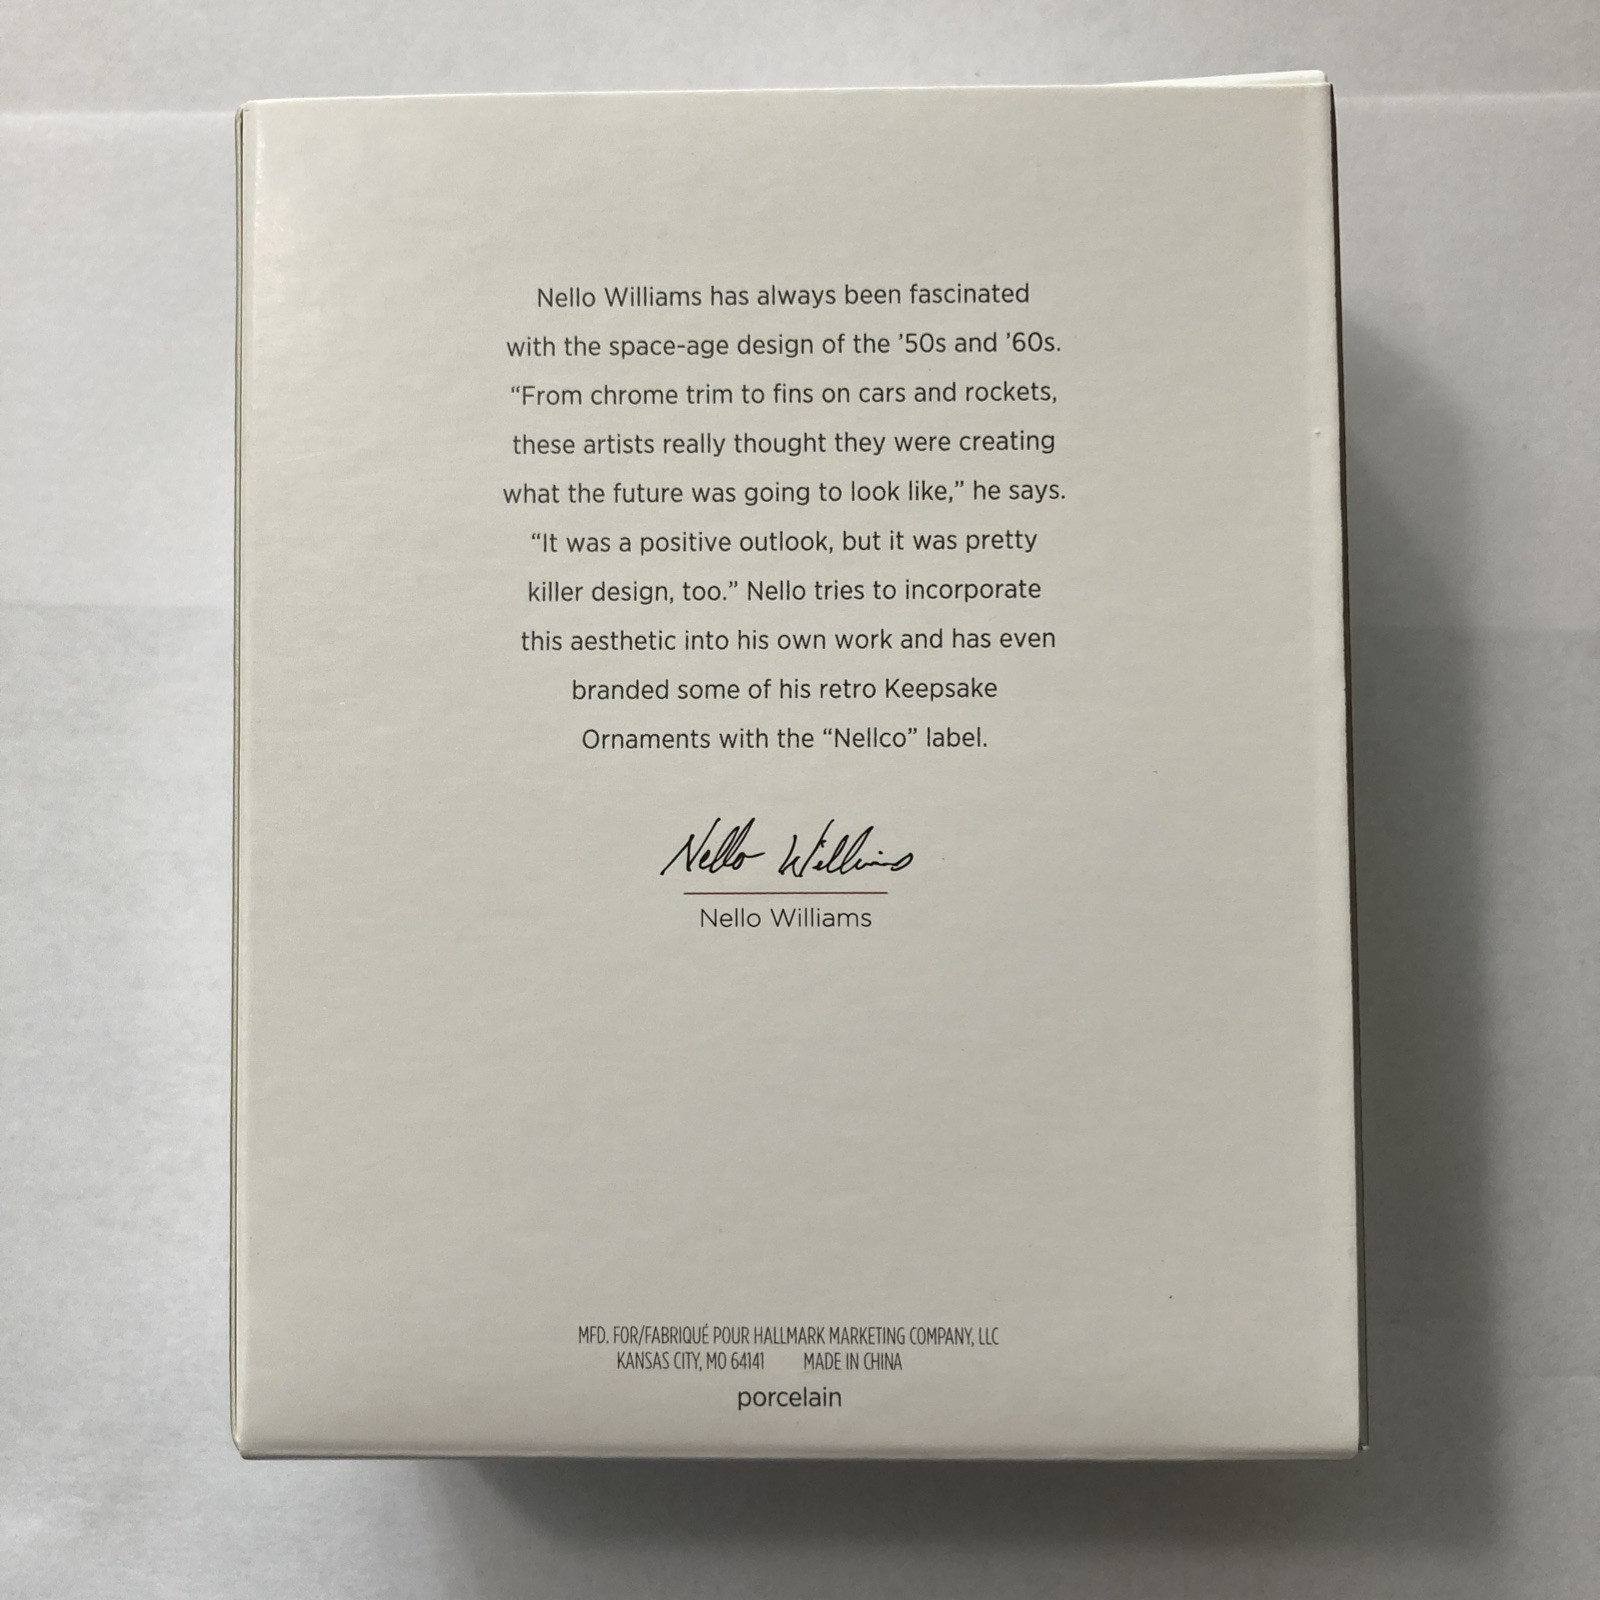 Nello Williams has always been fascinated
with the space-age design of the ’50s and ’60s.
“From chrome trim to fins on cars and rockets,
these artists really thought they were creating
what the future was going to look like,” he says.
“It was a positive outlook, but it was pretty
killer design, too.” Nello tries to incorporate
this aesthetic into his own work and has even
branded some of his retro Keepsake
Ornaments with the “Nellco” label.
Nello Williams
Nello Williams
MFD. FOR/FABRIQUÉ POUR HALLMARK MARKETING COMPANY, LLC
KANSAS CITY, MO 64141 MADE IN CHINA
porcelain